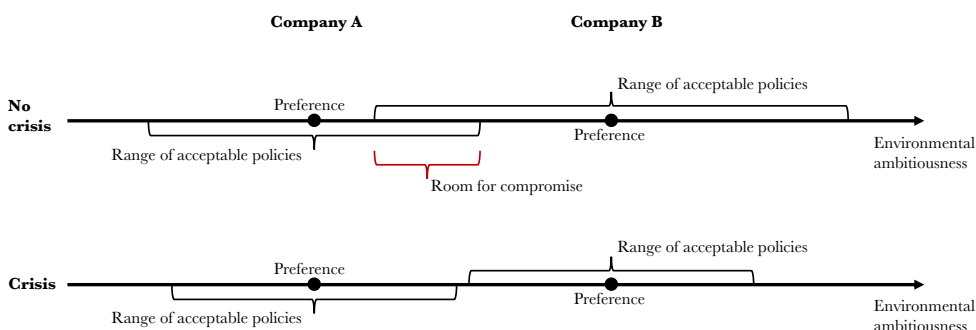 Company A
Company B
Range of acceptable policies
No
crisis
Preference
Preference
Environmental
ambitiousness
Range of acceptable policies
Room for compromise
Range of acceptable policies
Preference
Crisis
Preference
Environmental
ambitiousness
Range of acceptable policies